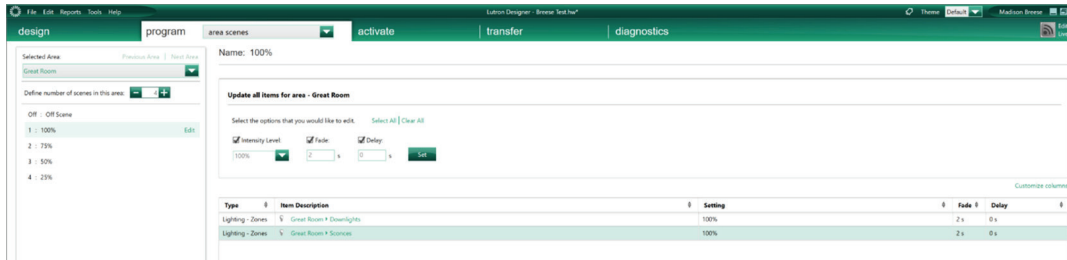 File Edit Reports Tools Help Lutron Designer - Breese Test.hw* Theme Default Madison Breese
design program area scenes activate transfer diagnostics
Selected Area: Previous Area | Next Area
Great Room
Define number of scenes in this area: 4
Off : Off Scene
1 : 100% Edit
2 : 75%
3 : 50%
4 : 25%
Name: 100%
Update all items for area - Great Room
Select the options that you would like to edit. Select All | Clear All
Intensity Level: Fade: Delay:
100% 2 s 0 s Set
Customize columns
Type Item Description Setting Fade Delay
Lighting - Zones Great Room Downlights 100% 2 s 0 s
Lighting - Zones Great Room Sconces 100% 2 s 0 s